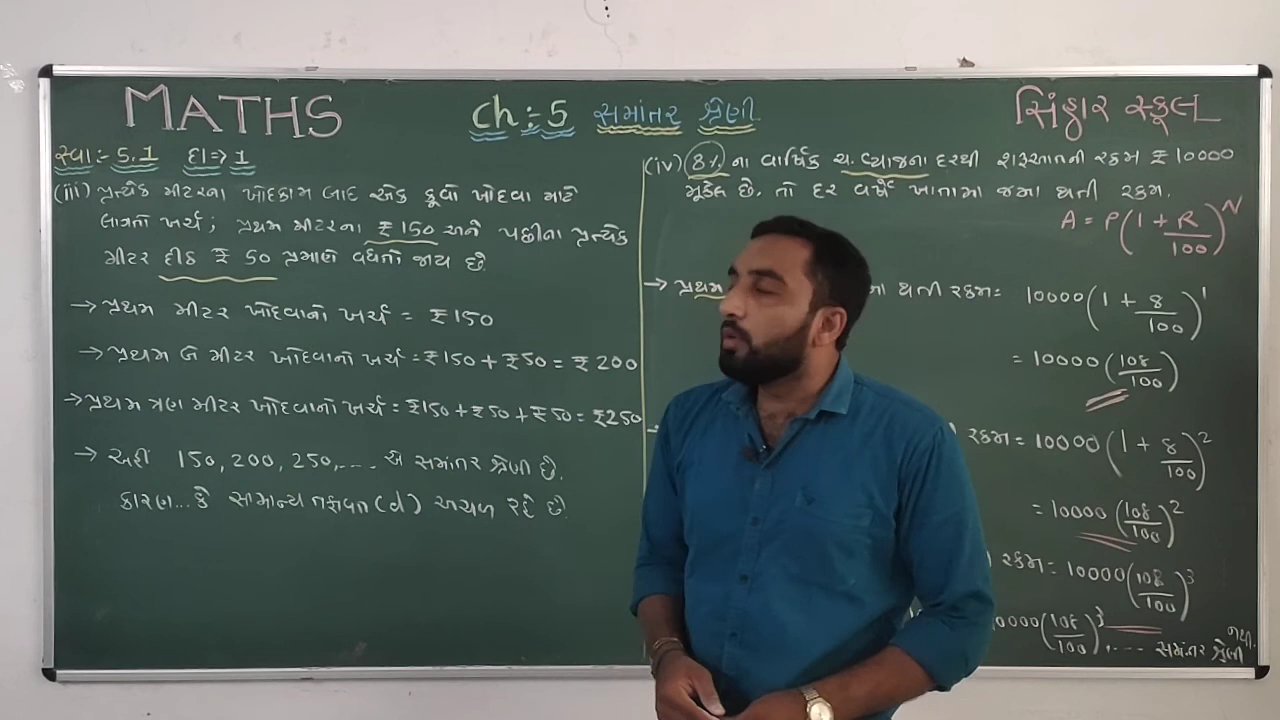 MATHS
ch:-5 સમાંતર શ્રેણી
સ્વા:- 5.1 દા=> 1
(iii) પ્રત્યેક મીટરના ખોદકામ બાદ એક કૂવો ખોદવા માટે
લાગતો ખર્ચ; પ્રથમ મીટરના ₹ 150 અને પછીના પ્રત્યેક
મીટર દીઠ ₹ 50 પ્રમાણે વધતો જાય છે.
→ પ્રથમ મીટર ખોદવાનો ખર્ચ = ₹150
→ પ્રથમ બે મીટર ખોદવાનો ખર્ચ = ₹150 + ₹50 = ₹ 200
→ પ્રથમ ત્રણ મીટર ખોદવાનો ખર્ચ = ₹150 + ₹50 + ₹50 = ₹250
→ અહીં 150, 200, 250, .... એ સમાંતર શ્રેણી છે.
કારણ... કે સામાન્ય તફાવત (d) અચળ રહે છે.
સ્કૂલ
(iv) 8% ના વાર્ષિક ચ. વ્યાજના દરથી શરૂઆતની રકમ ₹ 10000
મૂકેલ છે. તો દર વર્ષે ખાતામાં જમા થતી રકમ.
A = P(1 + R/100)^N
→ પ્રથમ થતી રકમ = 10000(1 + 8/100)^1
= 10000(108/100)
રકમ = 10000(1 + 8/100)^2
= 10000(108/100)^2
રકમ = 10000(108/100)^3
0000(108/100)^3, .... સમાંતર શ્રેણી નથી.